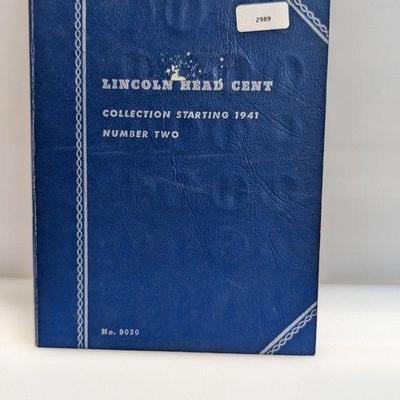 2989
LINCOLN HEAD CENT
COLLECTION STARTING 1941
NUMBER TWO
No. 9030